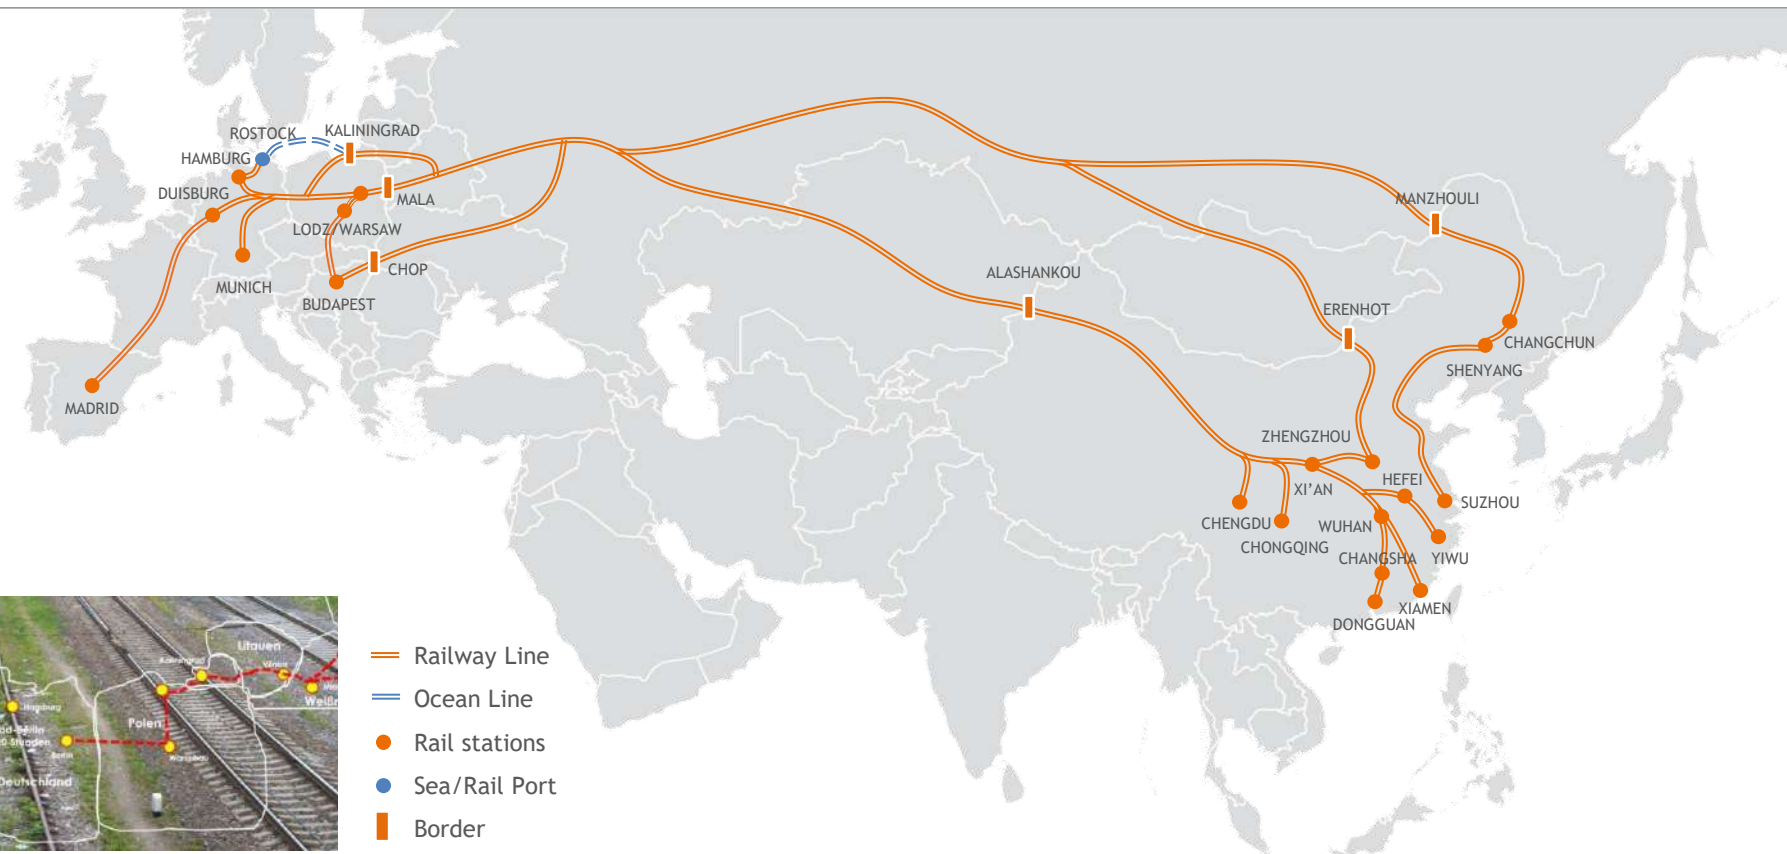 ROSTOCK
KALININGRAD
HAMBURG
DUISBURG
MALA
LODZ/WARSAW
CHOP
MUNICH
BUDAPEST
MADRID
MANZHOULI
ALASHANKOU
ERENHOT
CHANGCHUN
SHENYANG
ZHENGZHOU
HEFEI
XI'AN
SUZHOU
CHENGDU
WUHAN
CHONGQING
CHANGSHA
YIWU
XIAMEN
DONGGUAN
Railway Line
Ocean Line
Rail stations
Sea/Rail Port
Border
Litauen
Polen
Deutschland